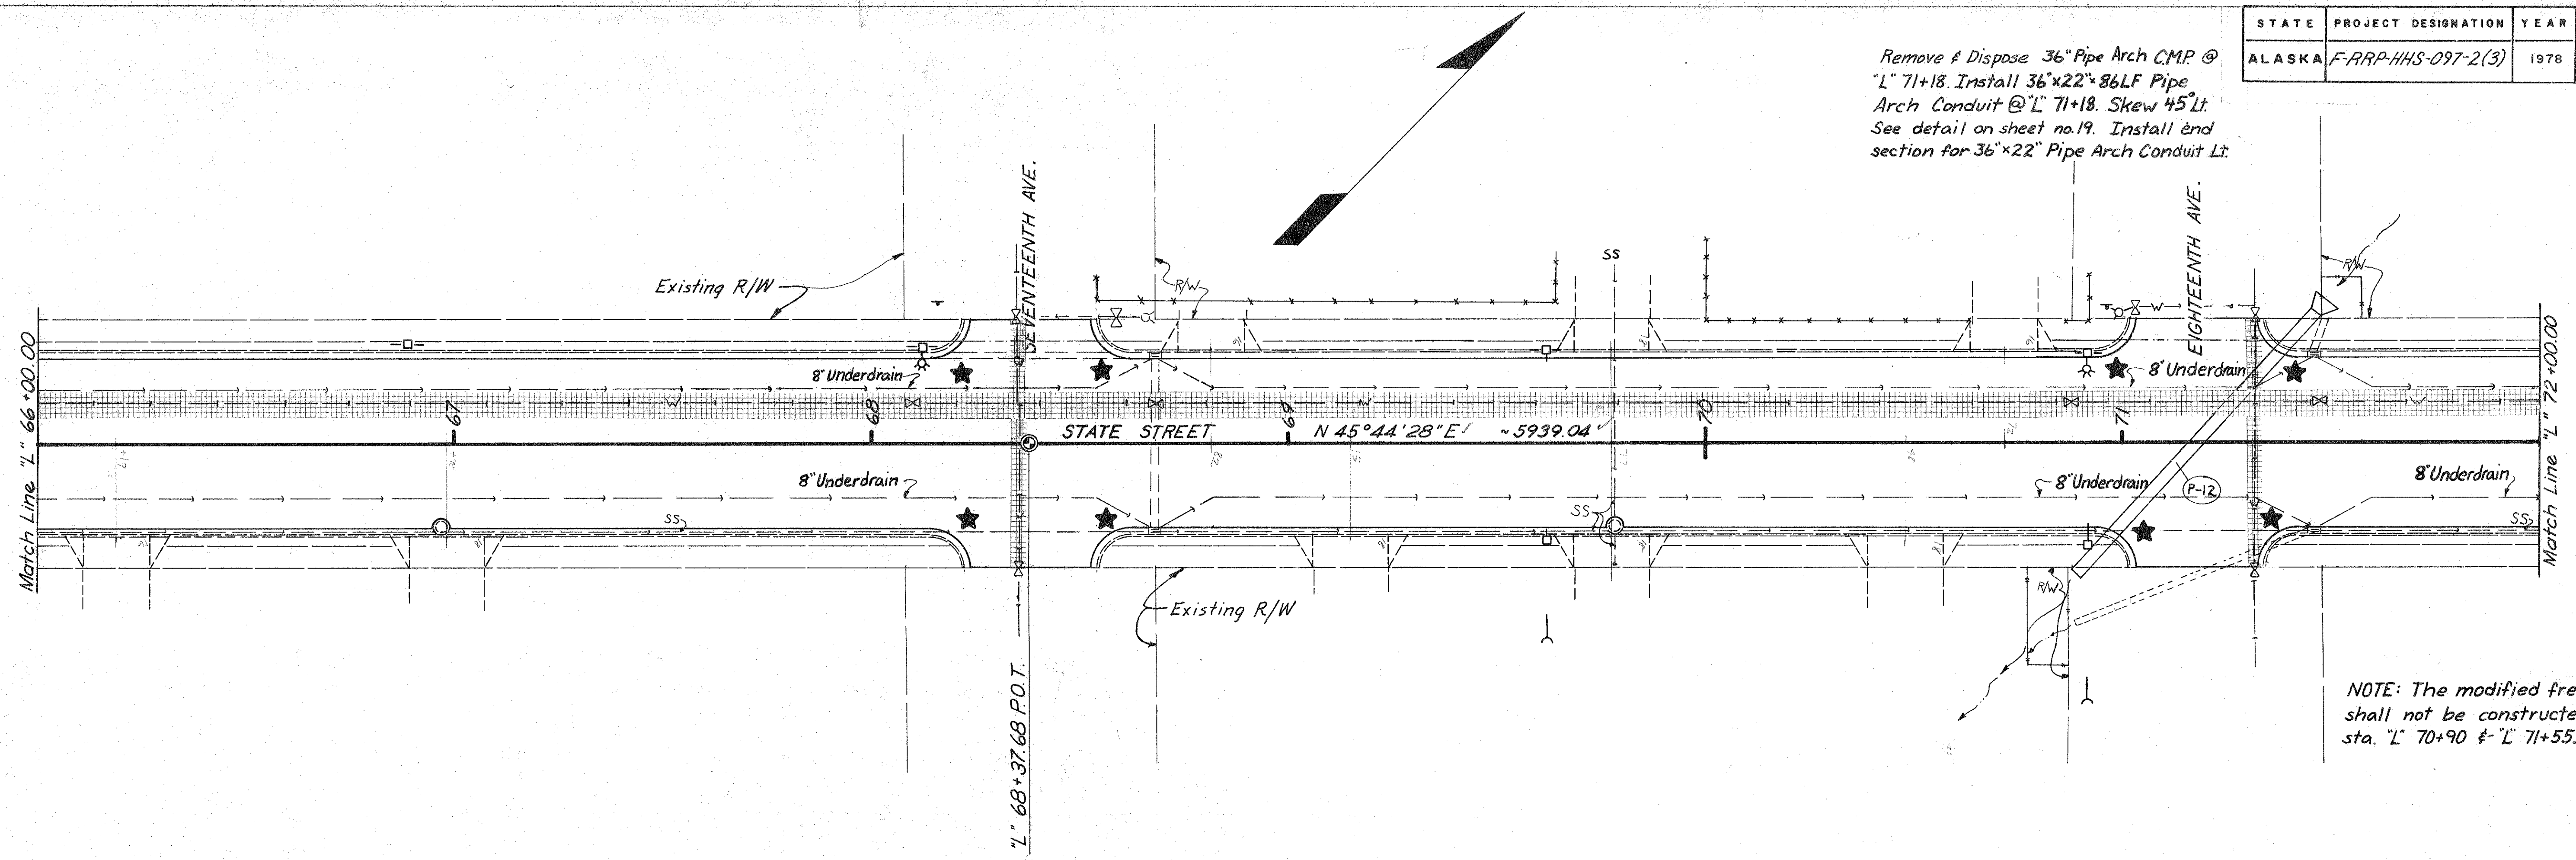 STATE PROJECT DESIGNATION YEAR
ALASKA F-RRP-HHS-097-2(3) 1978
Remove & Dispose 36" Pipe Arch C.M.P. @
"L" 71+18. Install 36"x22"x86LF Pipe
Arch Conduit @ "L" 71+18. Skew 45° Lt.
See detail on sheet no. 19. Install end
section for 36"x22" Pipe Arch Conduit Lt.
SEVENTEENTH AVE.
EIGHTEENTH AVE.
Existing R/W
R/W
SS
W
R/W
Match Line "L" 66+00.00
Match Line "L" 72+00.00
8" Underdrain
8" Underdrain
W
W
W
67
68
69
70
71
STATE STREET N 45°44'28"E ~5939.04'
8" Underdrain
8" Underdrain
8" Underdrain
P-12
SS
SS
SS
Existing R/W
R/W
"L" 68+37.68 P.O.T.
NOTE: The modified fre
shall not be constructe
sta. "L" 70+90 & "L" 71+55.